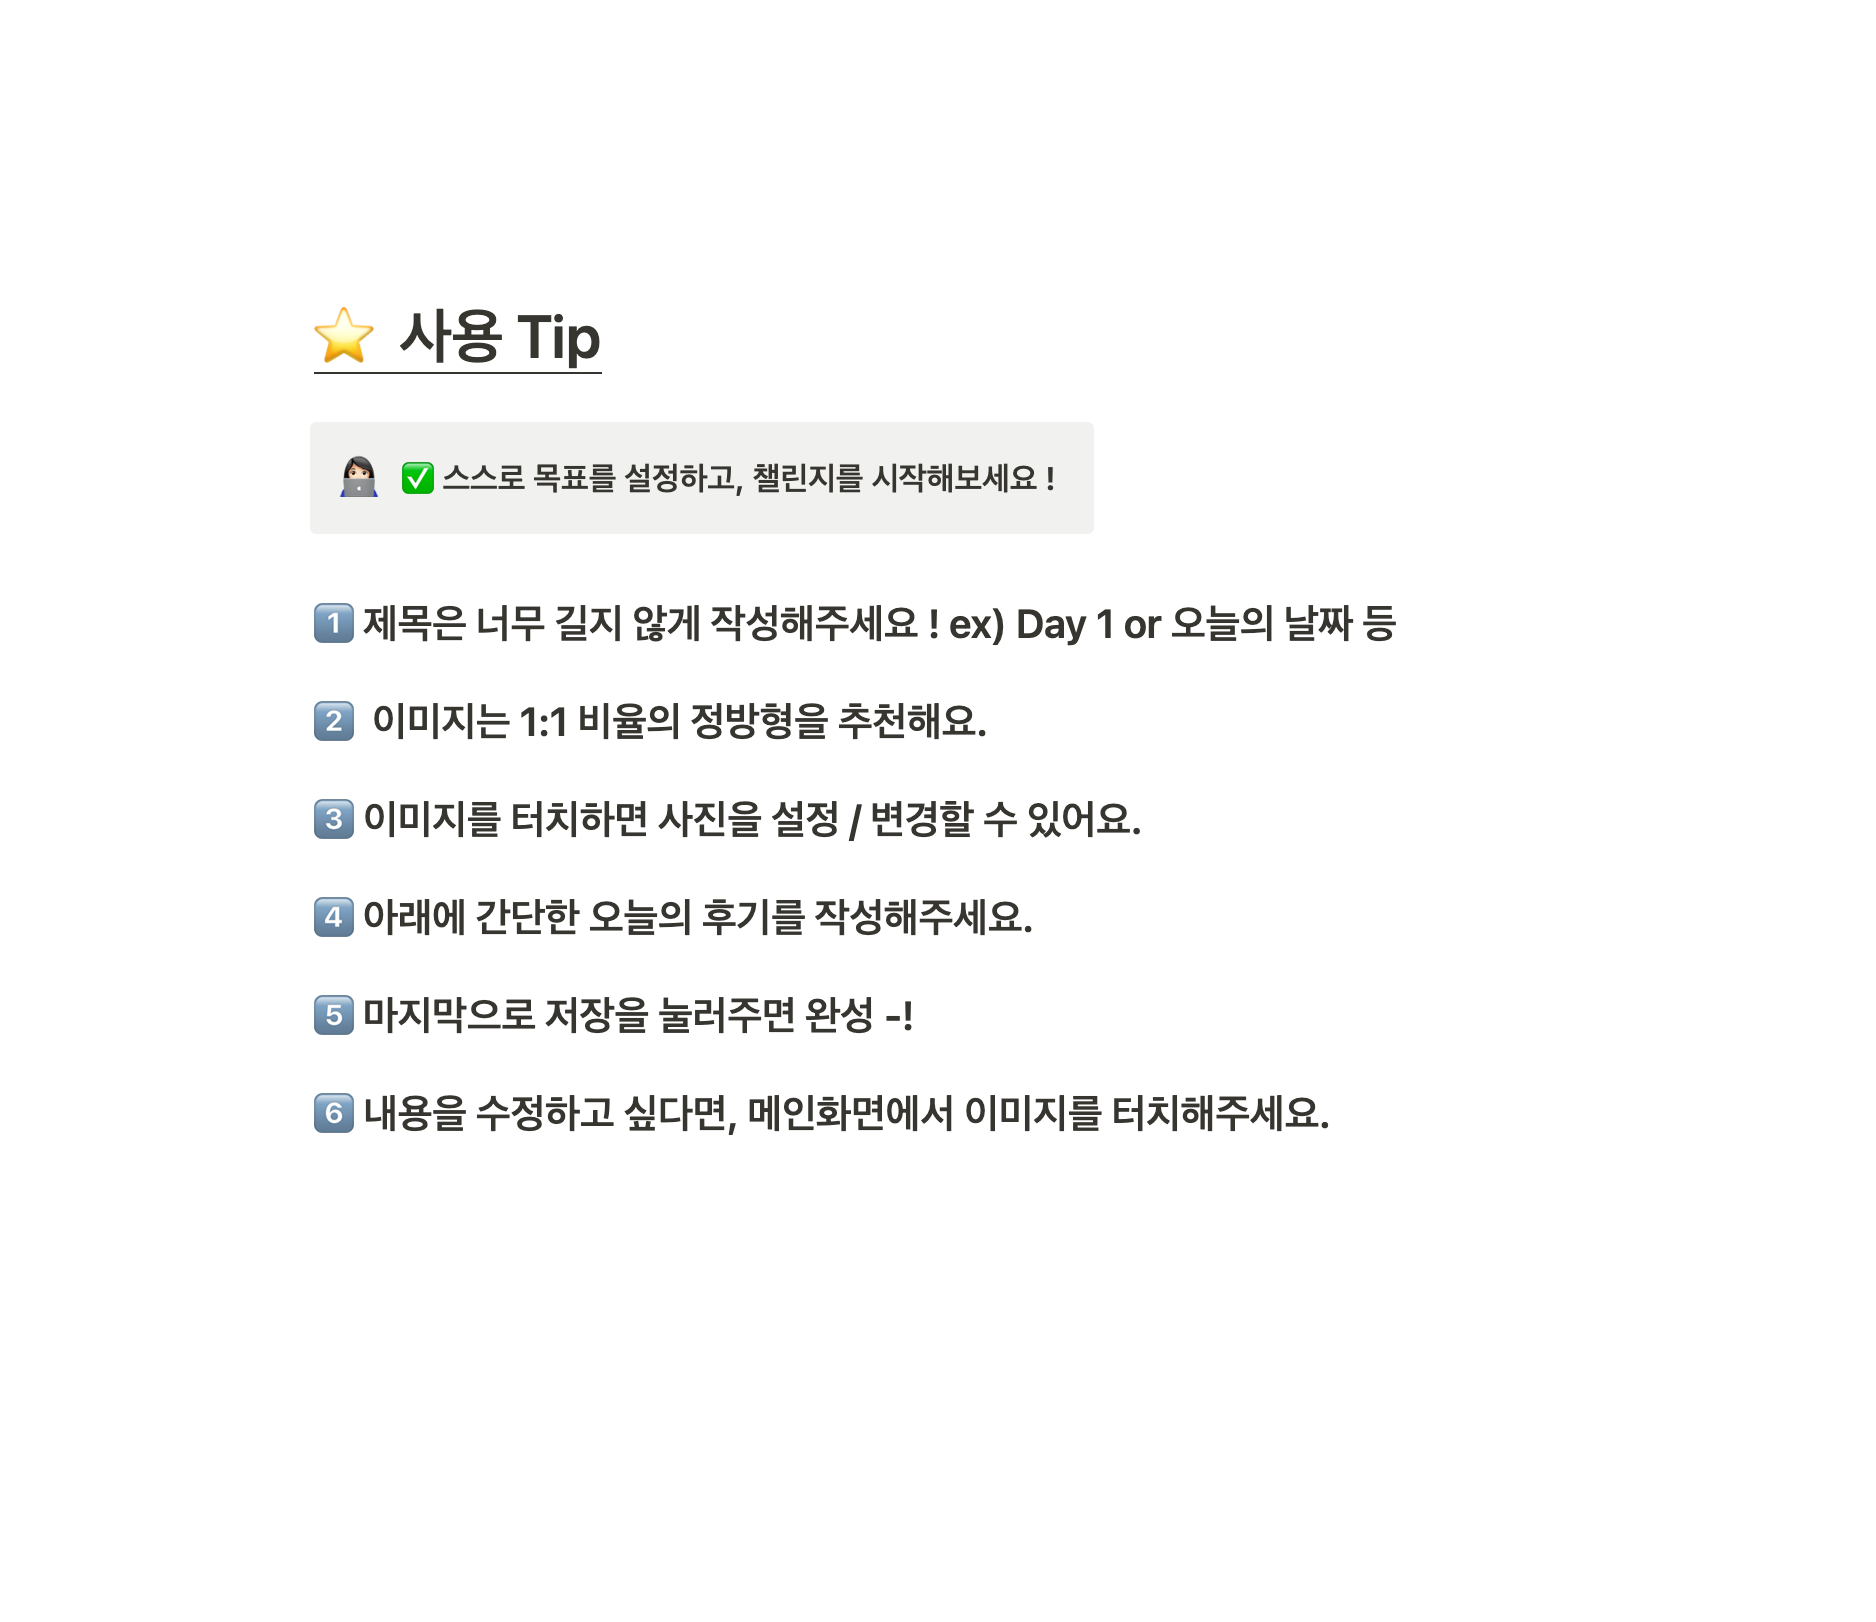 ⭐ 사용 Tip
👩🏻‍💻 ✅ 스스로 목표를 설정하고, 챌린지를 시작해보세요 !
1️⃣ 제목은 너무 길지 않게 작성해주세요 ! ex) Day 1 or 오늘의 날짜 등
2️⃣ 이미지는 1:1 비율의 정방형을 추천해요.
3️⃣ 이미지를 터치하면 사진을 설정 / 변경할 수 있어요.
4️⃣ 아래에 간단한 오늘의 후기를 작성해주세요.
5️⃣ 마지막으로 저장을 눌러주면 완성 -!
6️⃣ 내용을 수정하고 싶다면, 메인화면에서 이미지를 터치해주세요.